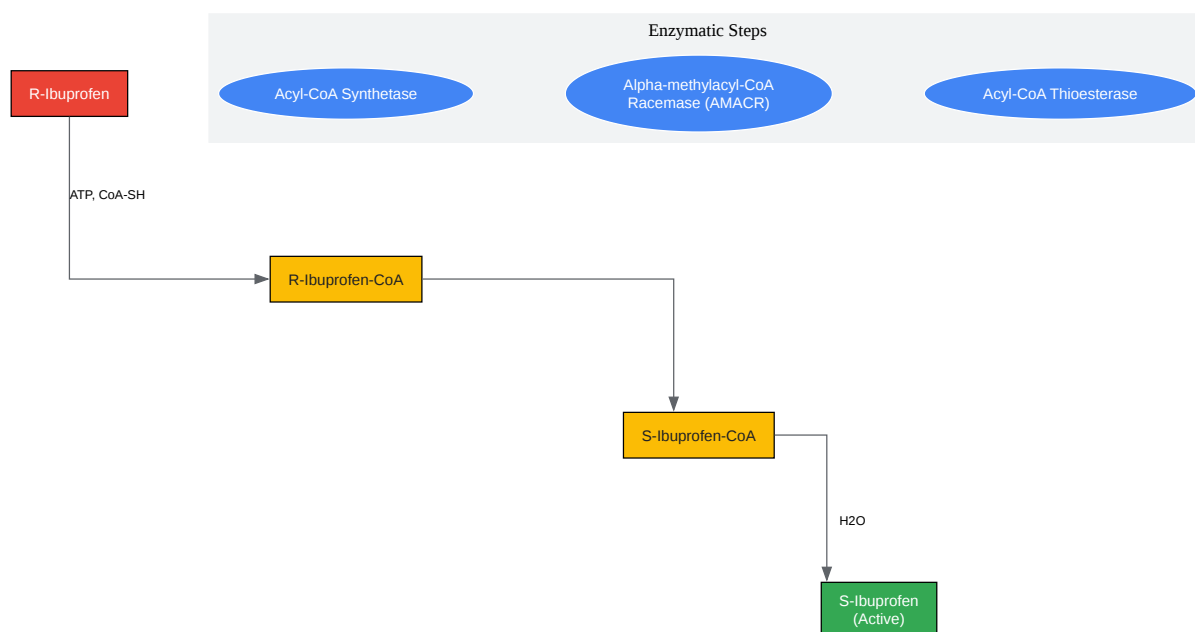 Enzymatic Steps
R-Ibuprofen
Acyl-CoA Synthetase
Alpha-methylacyl-CoA
Racemase (AMACR)
Acyl-CoA Thioesterase
ATP, CoA-SH
R-Ibuprofen-CoA
S-Ibuprofen-CoA
H2O
S-Ibuprofen
(Active)